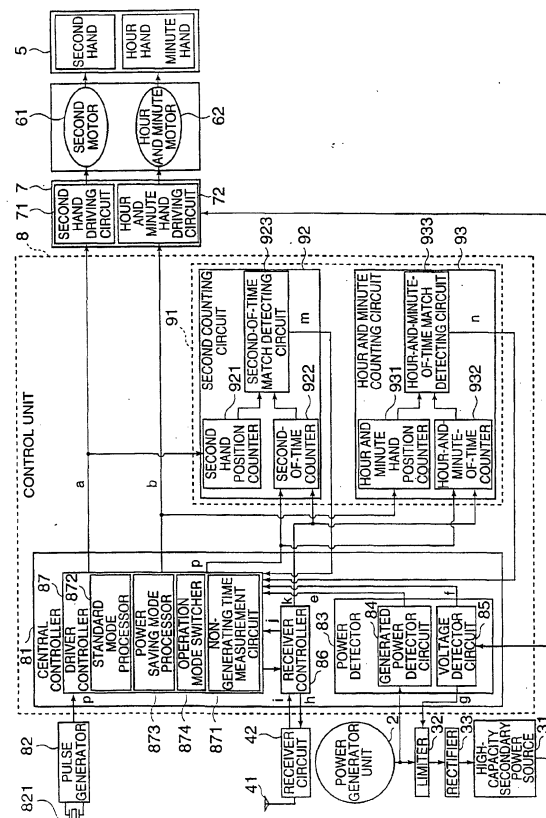 CONTROL UNIT
8
7
5
SECOND HAND
HOUR HAND
MINUTE HAND
61
SECOND MOTOR
HOUR AND MINUTE MOTOR
62
71
SECOND HAND DRIVING CIRCUIT
HOUR AND MINUTE HAND DRIVING CIRCUIT
72
a
b
91
SECOND COUNTING CIRCUIT
92
921
SECOND HAND POSITION COUNTER
SECOND-OF-TIME COUNTER
922
SECOND-OF-TIME MATCH DETECTING CIRCUIT
923
m
HOUR AND MINUTE COUNTING CIRCUIT
93
931
HOUR AND MINUTE HAND POSITION COUNTER
HOUR-AND-MINUTE-OF-TIME COUNTER
932
HOUR-AND-MINUTE-OF-TIME MATCH DETECTING CIRCUIT
933
n
81
CENTRAL CONTROLLER
87
DRIVER CONTROLLER
872
STANDARD MODE PROCESSOR
POWER SAVING MODE PROCESSOR
873
OPERATION MODE SWITCHER
874
NON-GENERATING TIME MEASUREMENT CIRCUIT
871
p
p
j
k
e
f
RECEIVER CONTROLLER
86
i
h
83
POWER DETECTOR
84
GENERATED POWER DETECTOR CIRCUIT
VOLTAGE DETECTOR CIRCUIT
85
g
82
PULSE GENERATOR
821
42
RECEIVER CIRCUIT
41
POWER GENERATOR UNIT
2
LIMITER
32
RECTIFIER
33
HIGH-CAPACITY SECONDARY POWER SOURCE
31